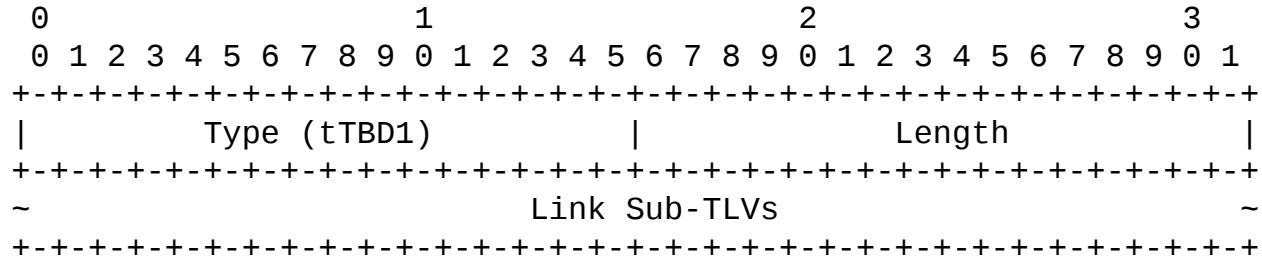 0                   1                   2                   3
 0 1 2 3 4 5 6 7 8 9 0 1 2 3 4 5 6 7 8 9 0 1 2 3 4 5 6 7 8 9 0 1
+-+-+-+-+-+-+-+-+-+-+-+-+-+-+-+-+-+-+-+-+-+-+-+-+-+-+-+-+-+-+-+-+
|         Type (tTBD1)          |             Length            |
+-+-+-+-+-+-+-+-+-+-+-+-+-+-+-+-+-+-+-+-+-+-+-+-+-+-+-+-+-+-+-+-+
~                          Link Sub-TLVs                        ~
+-+-+-+-+-+-+-+-+-+-+-+-+-+-+-+-+-+-+-+-+-+-+-+-+-+-+-+-+-+-+-+-+